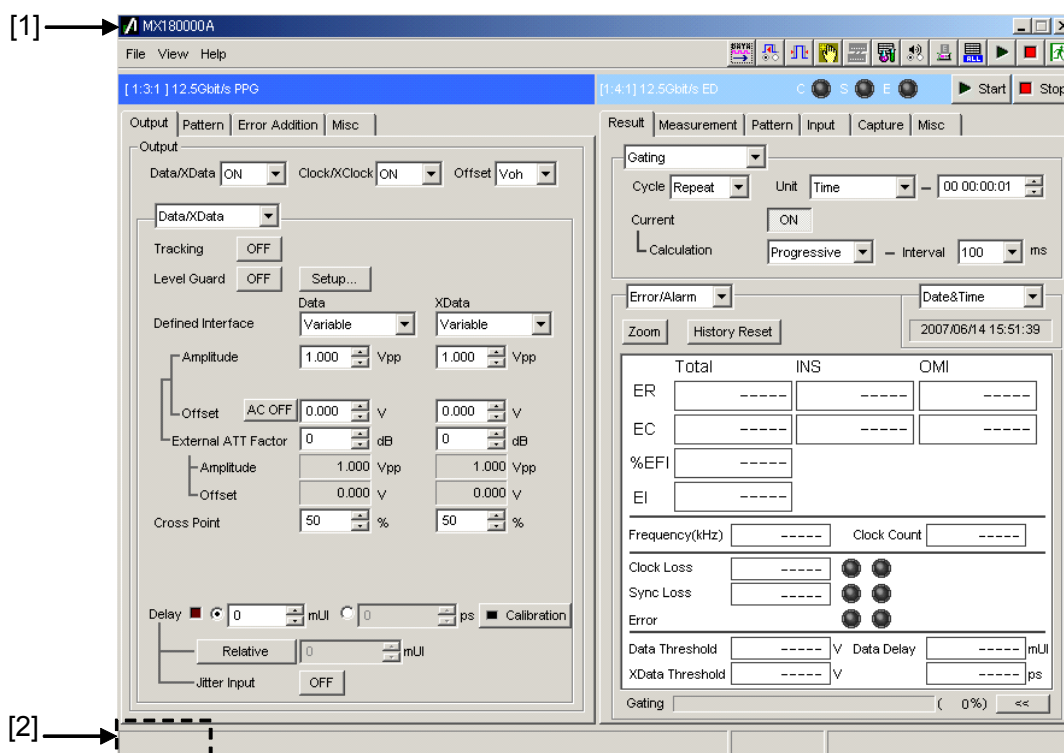 [1]
MX180000A
File View Help
ALL
[1:3:1] 12.5Gbit/s PPG
[1:4:1] 12.5Gbit/s ED C S E Start Stop
Output Pattern Error Addition Misc
Output
Data/XData ON Clock/XClock ON Offset Voh
Data/XData
Tracking OFF
Level Guard OFF Setup...
Data XData
Defined Interface Variable Variable
Amplitude 1.000 Vpp 1.000 Vpp
Offset AC OFF 0.000 V 0.000 V
External ATT Factor 0 dB 0 dB
Amplitude 1.000 Vpp 1.000 Vpp
Offset 0.000 V 0.000 V
Cross Point 50 % 50 %
Delay 0 mUI 0 ps Calibration
Relative 0 mUI
Jitter Input OFF
Result Measurement Pattern Input Capture Misc
Gating
Cycle Repeat Unit Time - 00 00:00:01
Current ON
Calculation Progressive - Interval 100 ms
Error/Alarm Date&Time
Zoom History Reset 2007/06/14 15:51:39
Total INS OMI
ER ----- ----- -----
EC ----- ----- -----
%EFI -----
EI -----
Frequency(kHz) ----- Clock Count -----
Clock Loss -----
Sync Loss -----
Error
Data Threshold ----- V Data Delay ----- mUI
XData Threshold ----- V ----- ps
Gating ( 0%) <<
[2]